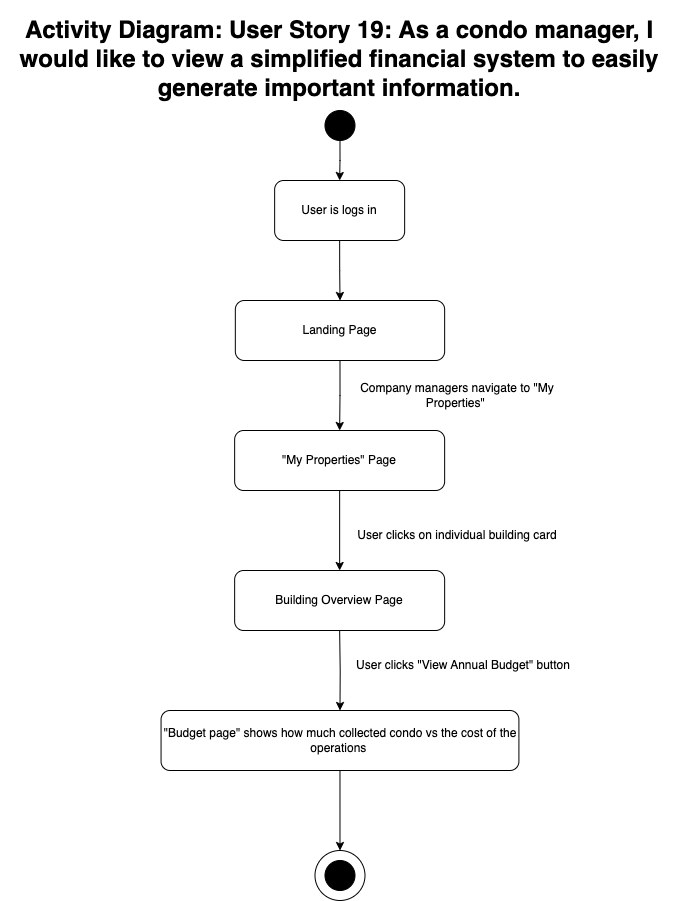 Activity Diagram: User Story 19: As a condo manager, I
would like to view a simplified financial system to easily
generate important information.
User is logs in
Landing Page
Company managers navigate to "My
Properties"
"My Properties" Page
User clicks on individual building card
Building Overview Page
User clicks "View Annual Budget" button
"Budget page" shows how much collected condo vs the cost of the
operations